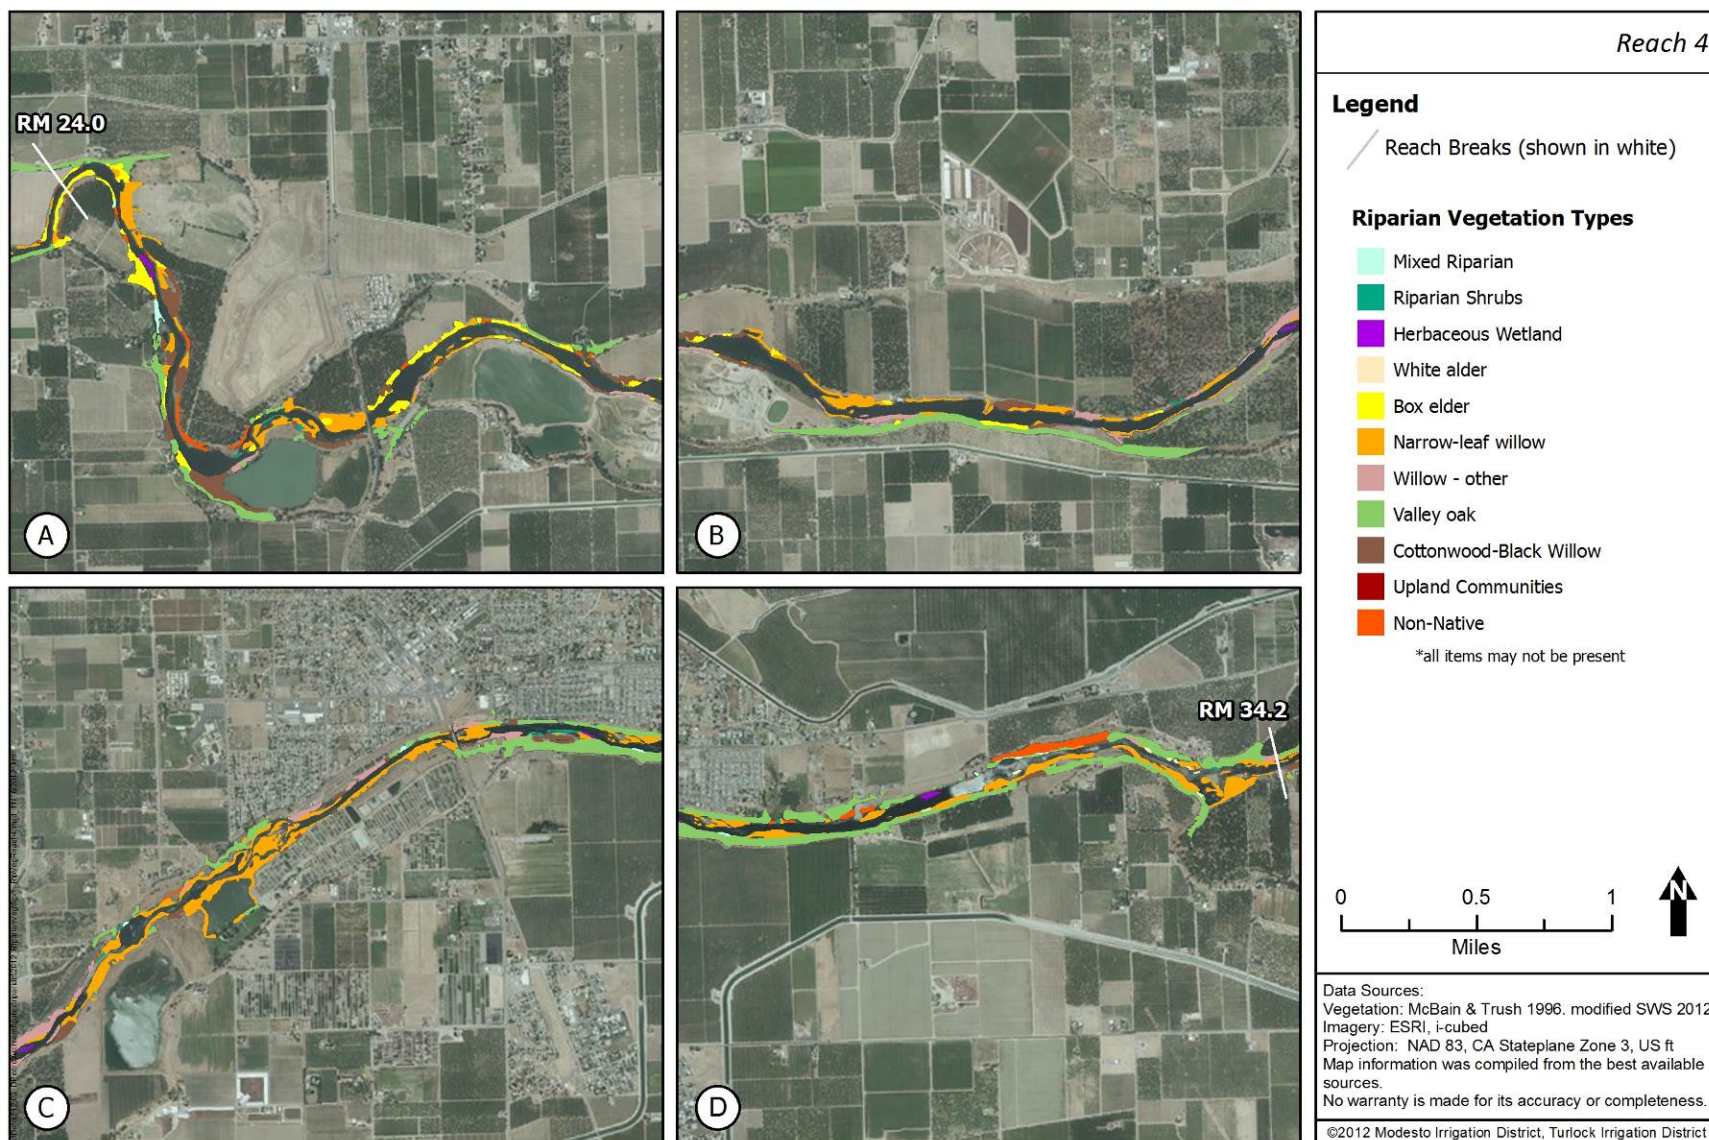 RM 24.0
A
B
C
RM 34.2
D
Reach 4
Legend
Reach Breaks (shown in white)
Riparian Vegetation Types
Mixed Riparian
Riparian Shrubs
Herbaceous Wetland
White alder
Box elder
Narrow-leaf willow
Willow - other
Valley oak
Cottonwood-Black Willow
Upland Communities
Non-Native
*all items may not be present
0 0.5 1
Miles
N
Data Sources:
Vegetation: McBain & Trush 1996. modified SWS 2012
Imagery: ESRI, i-cubed
Projection: NAD 83, CA Stateplane Zone 3, US ft
Map information was compiled from the best available
sources.
No warranty is made for its accuracy or completeness.
©2012 Modesto Irrigation District, Turlock Irrigation District